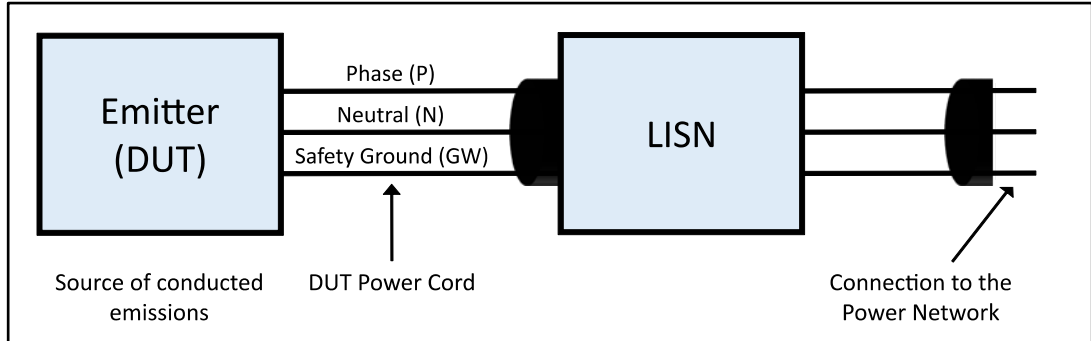 Emitter
(DUT)
Phase (P)
Neutral (N)
Safety Ground (GW)
LISN
Source of conducted
emissions
DUT Power Cord
Connection to the
Power Network